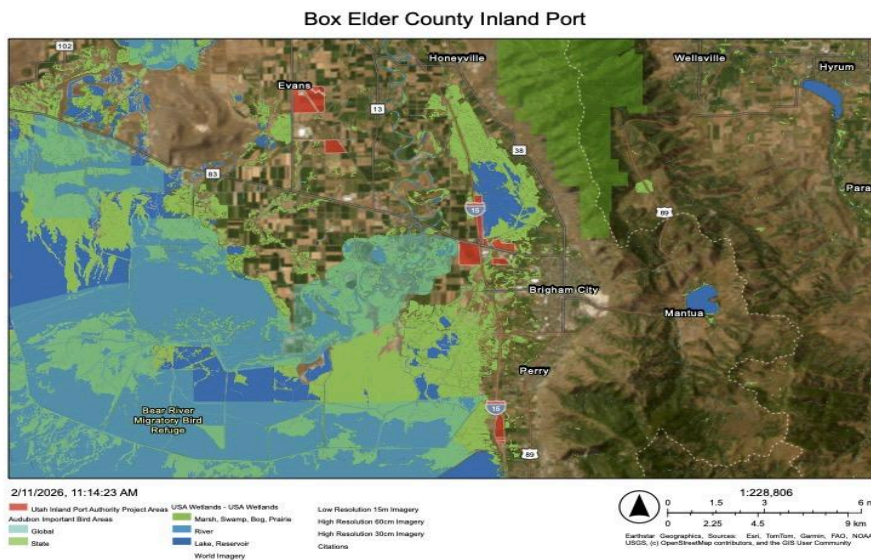 Box Elder County Inland Port
102
Honeyville
Wellsville
Hyrum
Evans
13
38
83
Para
89
15
Brigham City
Mantua
Perry
Bear River
Migratory Bird
Refuge
15
89
2/11/2026, 11:14:23 AM
Utah Inland Port Authority Project Areas
Audubon Important Bird Areas
Global
State
USA Wetlands - USA Wetlands
Marsh, Swamp, Bog, Prairie
River
Lake, Reservoir
World Imagery
Low Resolution 15m Imagery
High Resolution 60cm Imagery
High Resolution 30cm Imagery
Citations
1:228,806
0 1.5 3 6 m
0 2.25 4.5 9 km
Earthstar Geographics, Sources: Esri, TomTom, Garmin, FAO, NOAA
USGS, (c) OpenStreetMap contributors, and the GIS User Community